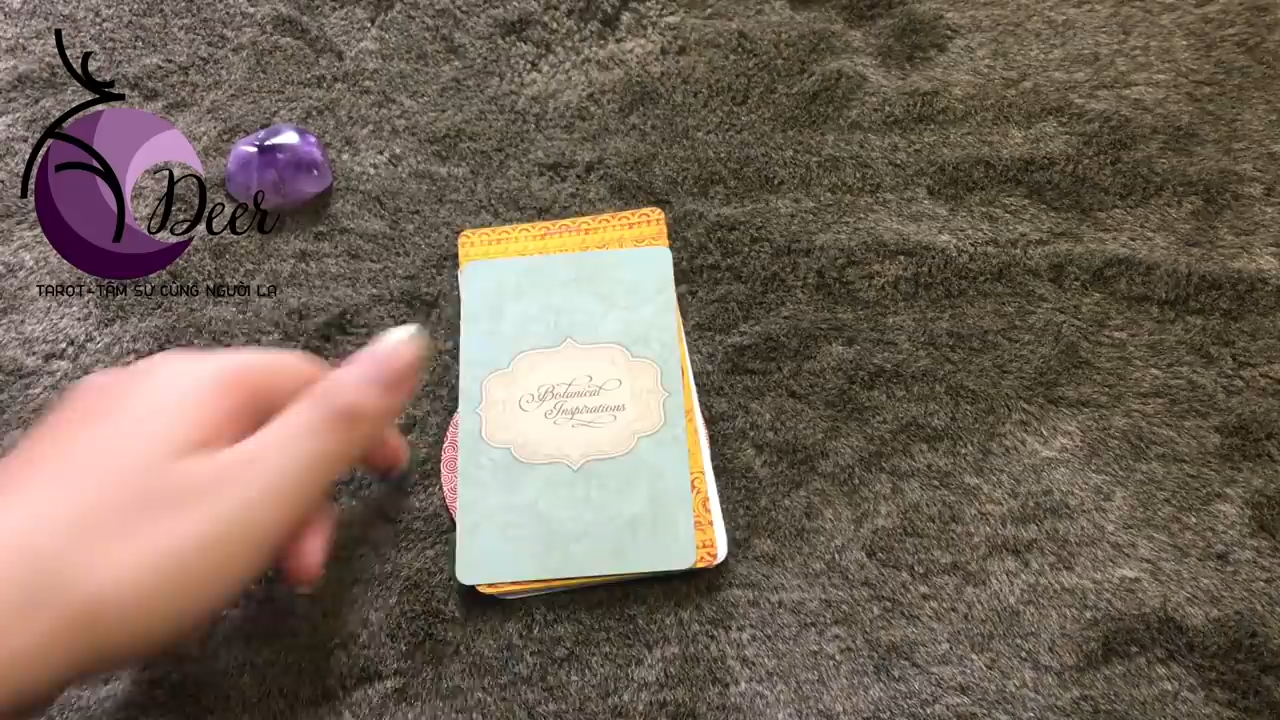 Deer
TAROT-TÂM SỰ CÙNG NGƯỜI LẠ
Botanical
Inspirations